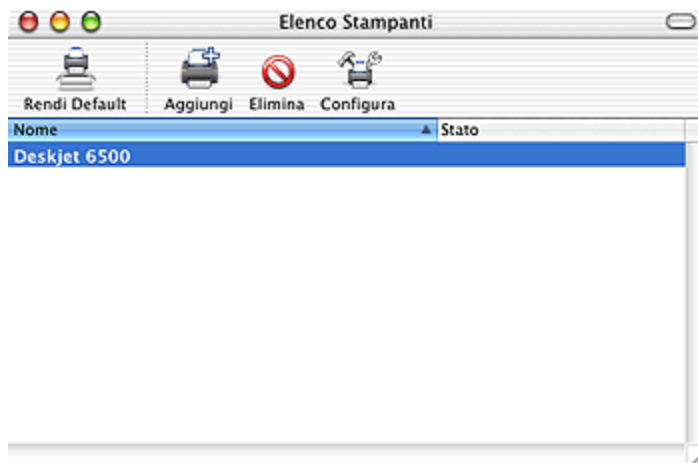 Elenco Stampanti
Rendi Default Aggiungi Elimina Configura
Nome Stato
Deskjet 6500